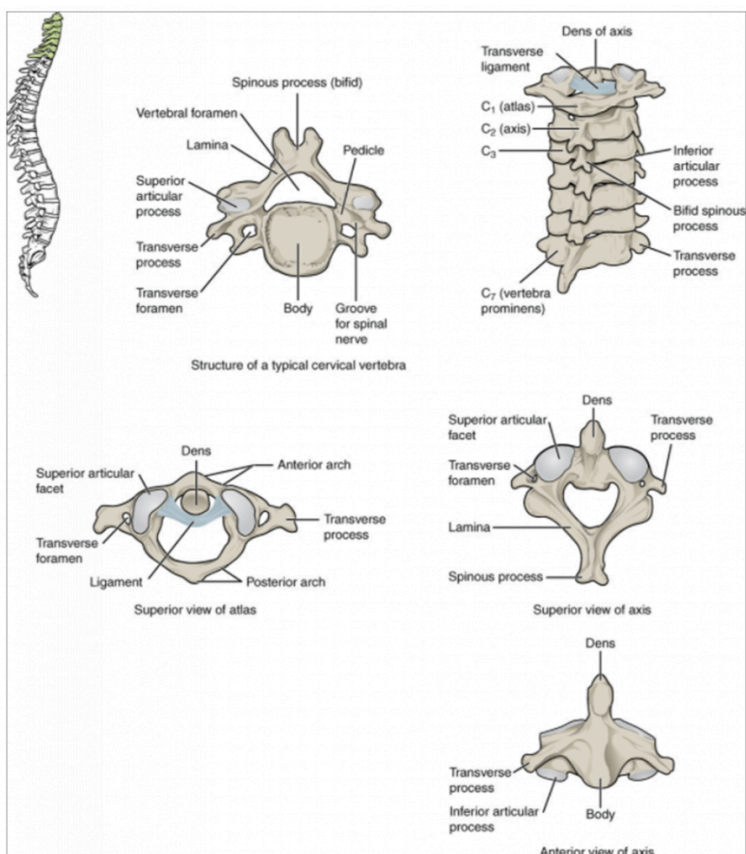 Spinous process (bifid)
Vertebral foramen
Lamina
Pedicle
Superior
articular
process
Transverse
process
Transverse
foramen
Body
Groove
for spinal
nerve
Structure of a typical cervical vertebra
Dens of axis
Transverse
ligament
C₁ (atlas)
C₂ (axis)
C₃
Inferior
articular
process
Bifid spinous
process
Transverse
process
C₇ (vertebra
prominens)
Dens
Anterior arch
Superior articular
facet
Transverse
process
Transverse
foramen
Ligament
Posterior arch
Superior view of atlas
Dens
Superior articular
facet
Transverse
process
Transverse
foramen
Lamina
Spinous process
Superior view of axis
Dens
Transverse
process
Inferior articular
process
Body
Anterior view of axis